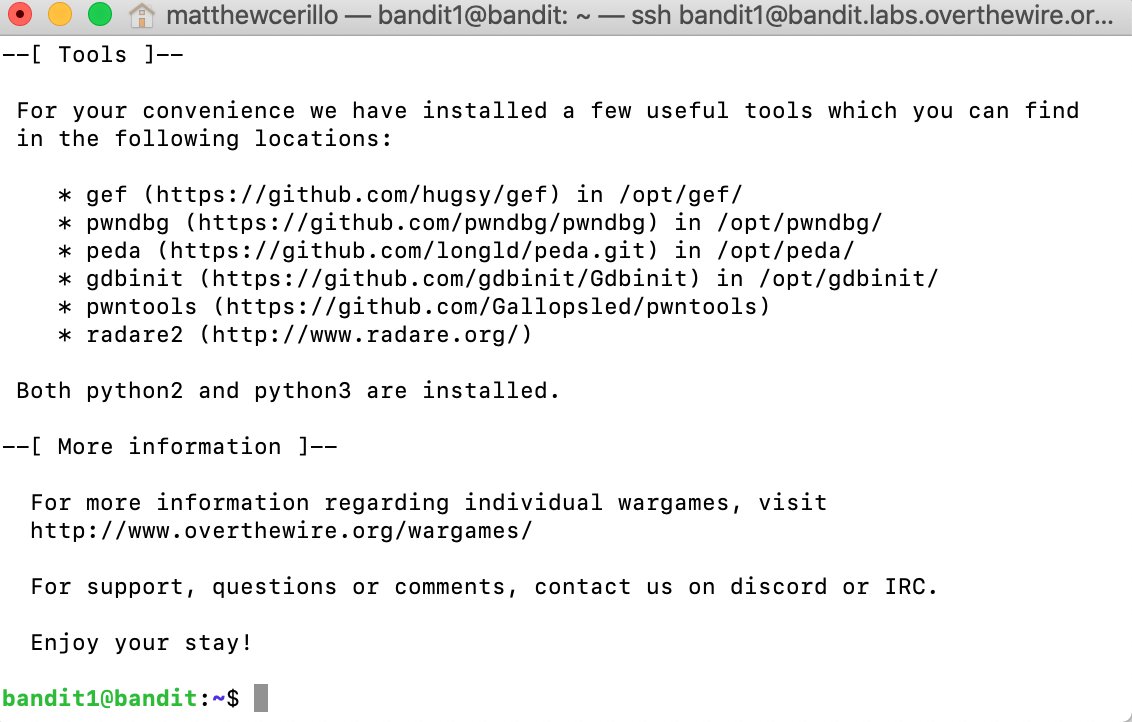 matthewcerillo — bandit1@bandit: ~ — ssh bandit1@bandit.labs.overthewire.or...
--[ Tools ]--
For your convenience we have installed a few useful tools which you can find
in the following locations:
* gef (https://github.com/hugsy/gef) in /opt/gef/
* pwndbg (https://github.com/pwndbg/pwndbg) in /opt/pwndbg/
* peda (https://github.com/longld/peda.git) in /opt/peda/
* gdbinit (https://github.com/gdbinit/Gdbinit) in /opt/gdbinit/
* pwntools (https://github.com/Gallopsled/pwntools)
* radare2 (http://www.radare.org/)
Both python2 and python3 are installed.
--[ More information ]--
For more information regarding individual wargames, visit
http://www.overthewire.org/wargames/
For support, questions or comments, contact us on discord or IRC.
Enjoy your stay!
bandit1@bandit:~$